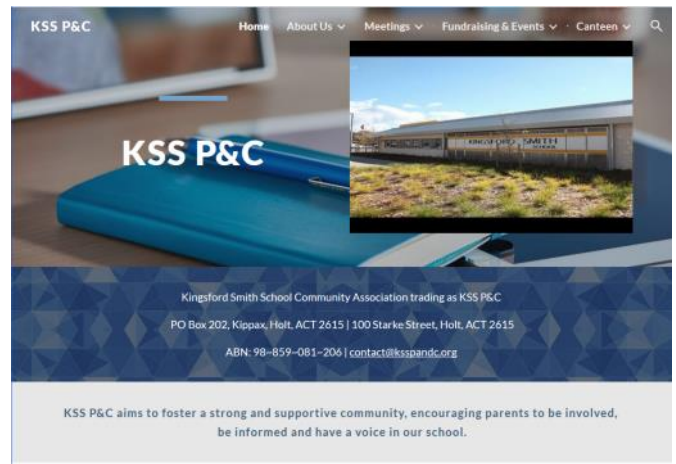 KSS P&C
Home About Us Meetings Fundraising & Events Canteen
KSS P&C
KINGSFORD SMITH
SCHOOL
Kingsford Smith School Community Association trading as KSS P&C
PO Box 202, Kippax, Holt, ACT 2615 | 100 Starke Street, Holt, ACT 2615
ABN: 98-859-081-206 | contact@ksspandc.org
KSS P&C aims to foster a strong and supportive community, encouraging parents to be involved,
be informed and have a voice in our school.